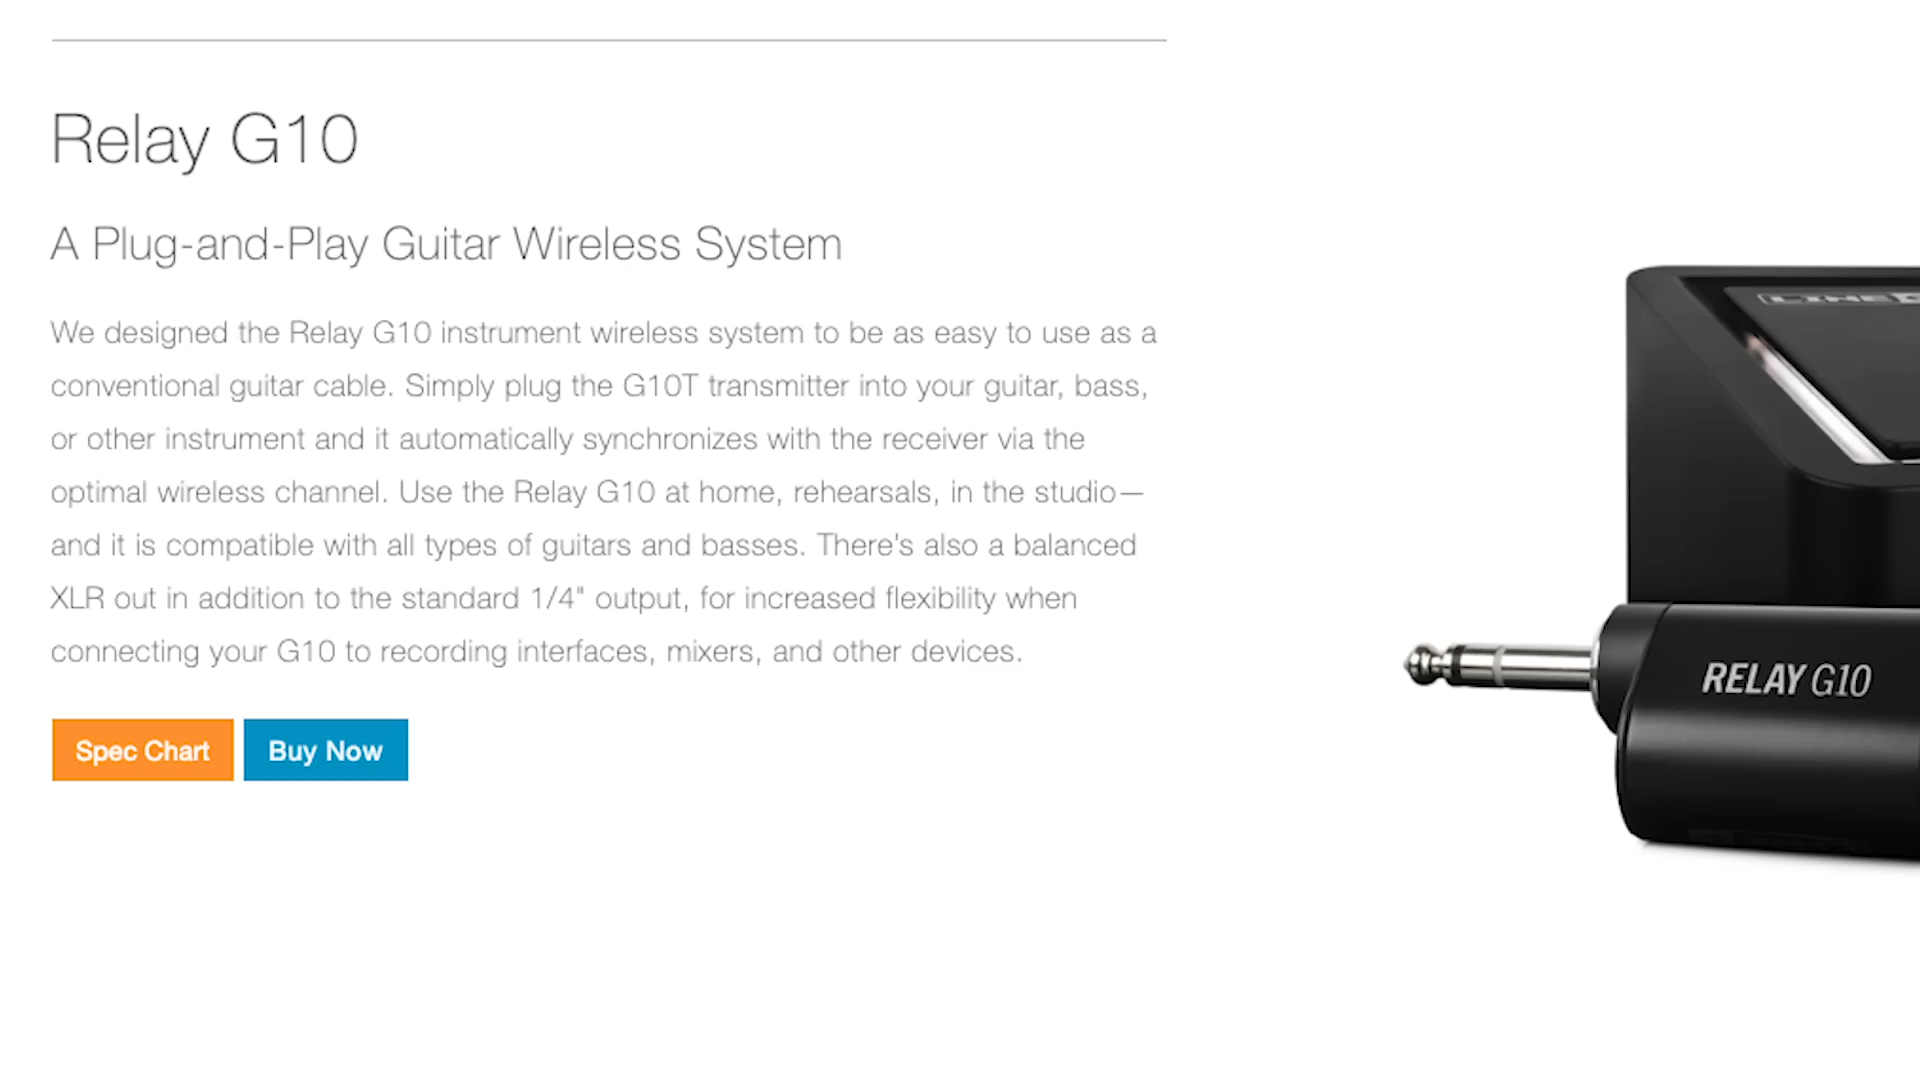 Relay G10
A Plug-and-Play Guitar Wireless System
We designed the Relay G10 instrument wireless system to be as easy to use as a
conventional guitar cable. Simply plug the G10T transmitter into your guitar, bass,
or other instrument and it automatically synchronizes with the receiver via the
optimal wireless channel. Use the Relay G10 at home, rehearsals, in the studio—
and it is compatible with all types of guitars and basses. There's also a balanced
XLR out in addition to the standard 1/4" output, for increased flexibility when
connecting your G10 to recording interfaces, mixers, and other devices.
Spec Chart Buy Now
LINE
RELAY G10